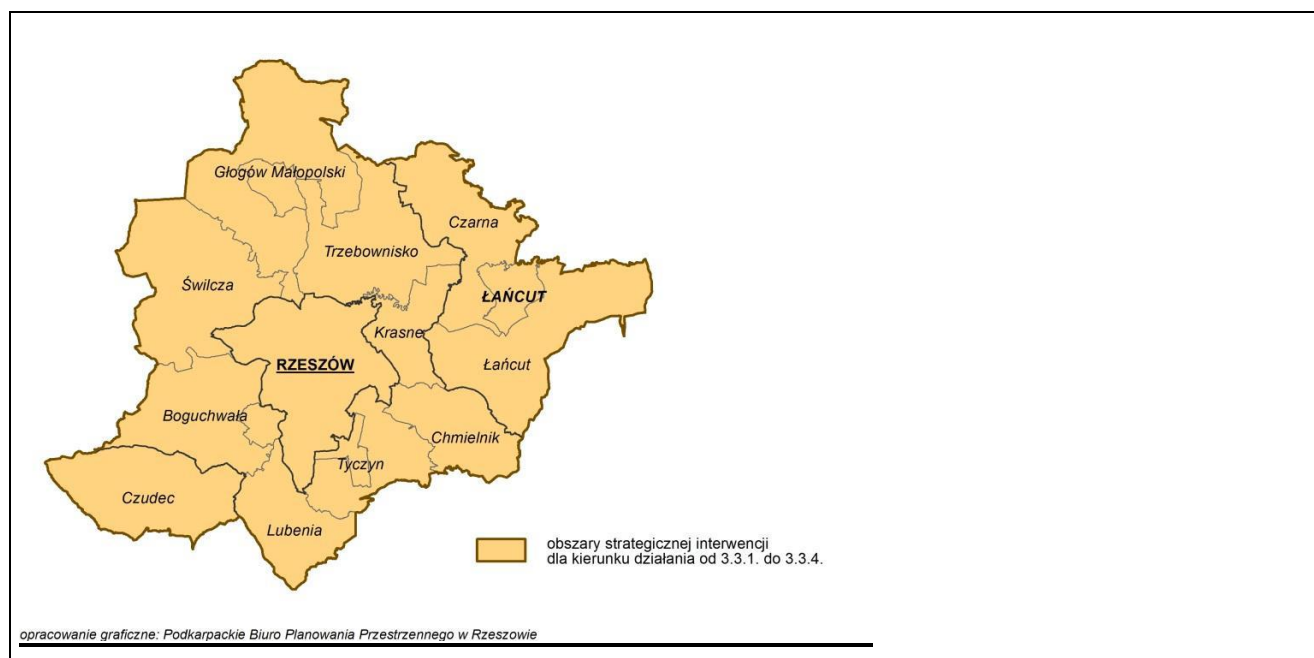 Głogów Małopolski
Czarna
Trzebownisko
Świlcza
ŁAŃCUT
Krasne
RZESZÓW
Łańcut
Boguchwała
Chmielnik
Tyczyn
Czudec
Lubenia
obszary strategicznej interwencji
dla kierunku działania od 3.3.1. do 3.3.4.
opracowanie graficzne: Podkarpackie Biuro Planowania Przestrzennego w Rzeszowie